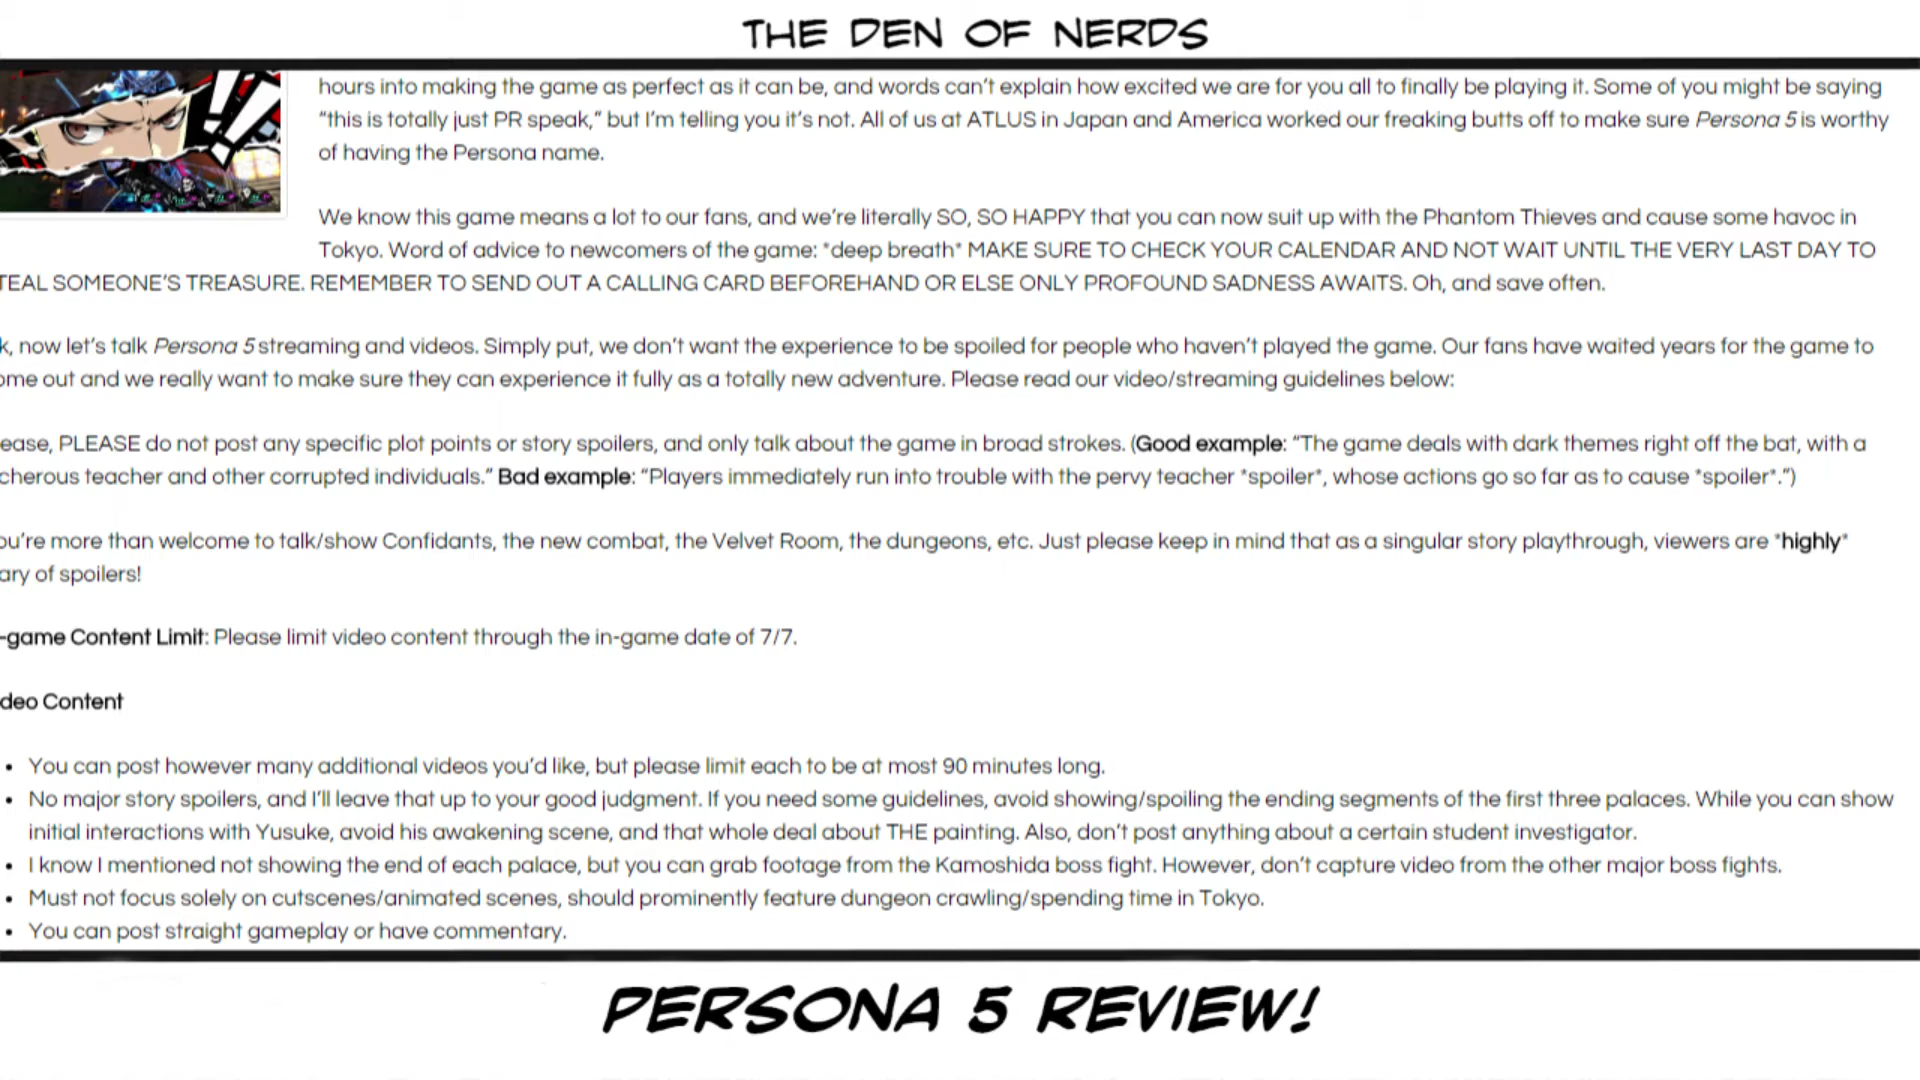 THE DEN OF NERDS
hours into making the game as perfect as it can be, and words can't explain how excited we are for you all to finally be playing it. Some of you might be saying
"this is totally just PR speak," but I'm telling you it's not. All of us at ATLUS in Japan and America worked our freaking butts off to make sure Persona 5 is worthy
of having the Persona name.
We know this game means a lot to our fans, and we're literally SO, SO HAPPY that you can now suit up with the Phantom Thieves and cause some havoc in
Tokyo. Word of advice to newcomers of the game: *deep breath* MAKE SURE TO CHECK YOUR CALENDAR AND NOT WAIT UNTIL THE VERY LAST DAY TO
TEAL SOMEONE'S TREASURE. REMEMBER TO SEND OUT A CALLING CARD BEFOREHAND OR ELSE ONLY PROFOUND SADNESS AWAITS. Oh, and save often.
k, now let's talk Persona 5 streaming and videos. Simply put, we don't want the experience to be spoiled for people who haven't played the game. Our fans have waited years for the game to
ome out and we really want to make sure they can experience it fully as a totally new adventure. Please read our video/streaming guidelines below:
ease, PLEASE do not post any specific plot points or story spoilers, and only talk about the game in broad strokes. (Good example: "The game deals with dark themes right off the bat, with a
cherous teacher and other corrupted individuals." Bad example: "Players immediately run into trouble with the pervy teacher *spoiler*, whose actions go so far as to cause *spoiler*.")
ou're more than welcome to talk/show Confidants, the new combat, the Velvet Room, the dungeons, etc. Just please keep in mind that as a singular story playthrough, viewers are *highly*
ary of spoilers!
-game Content Limit: Please limit video content through the in-game date of 7/7.
deo Content
• You can post however many additional videos you'd like, but please limit each to be at most 90 minutes long.
• No major story spoilers, and I'll leave that up to your good judgment. If you need some guidelines, avoid showing/spoiling the ending segments of the first three palaces. While you can show
initial interactions with Yusuke, avoid his awakening scene, and that whole deal about THE painting. Also, don't post anything about a certain student investigator.
• I know I mentioned not showing the end of each palace, but you can grab footage from the Kamoshida boss fight. However, don't capture video from the other major boss fights.
• Must not focus solely on cutscenes/animated scenes, should prominently feature dungeon crawling/spending time in Tokyo.
• You can post straight gameplay or have commentary.
PERSONA 5 REVIEW!